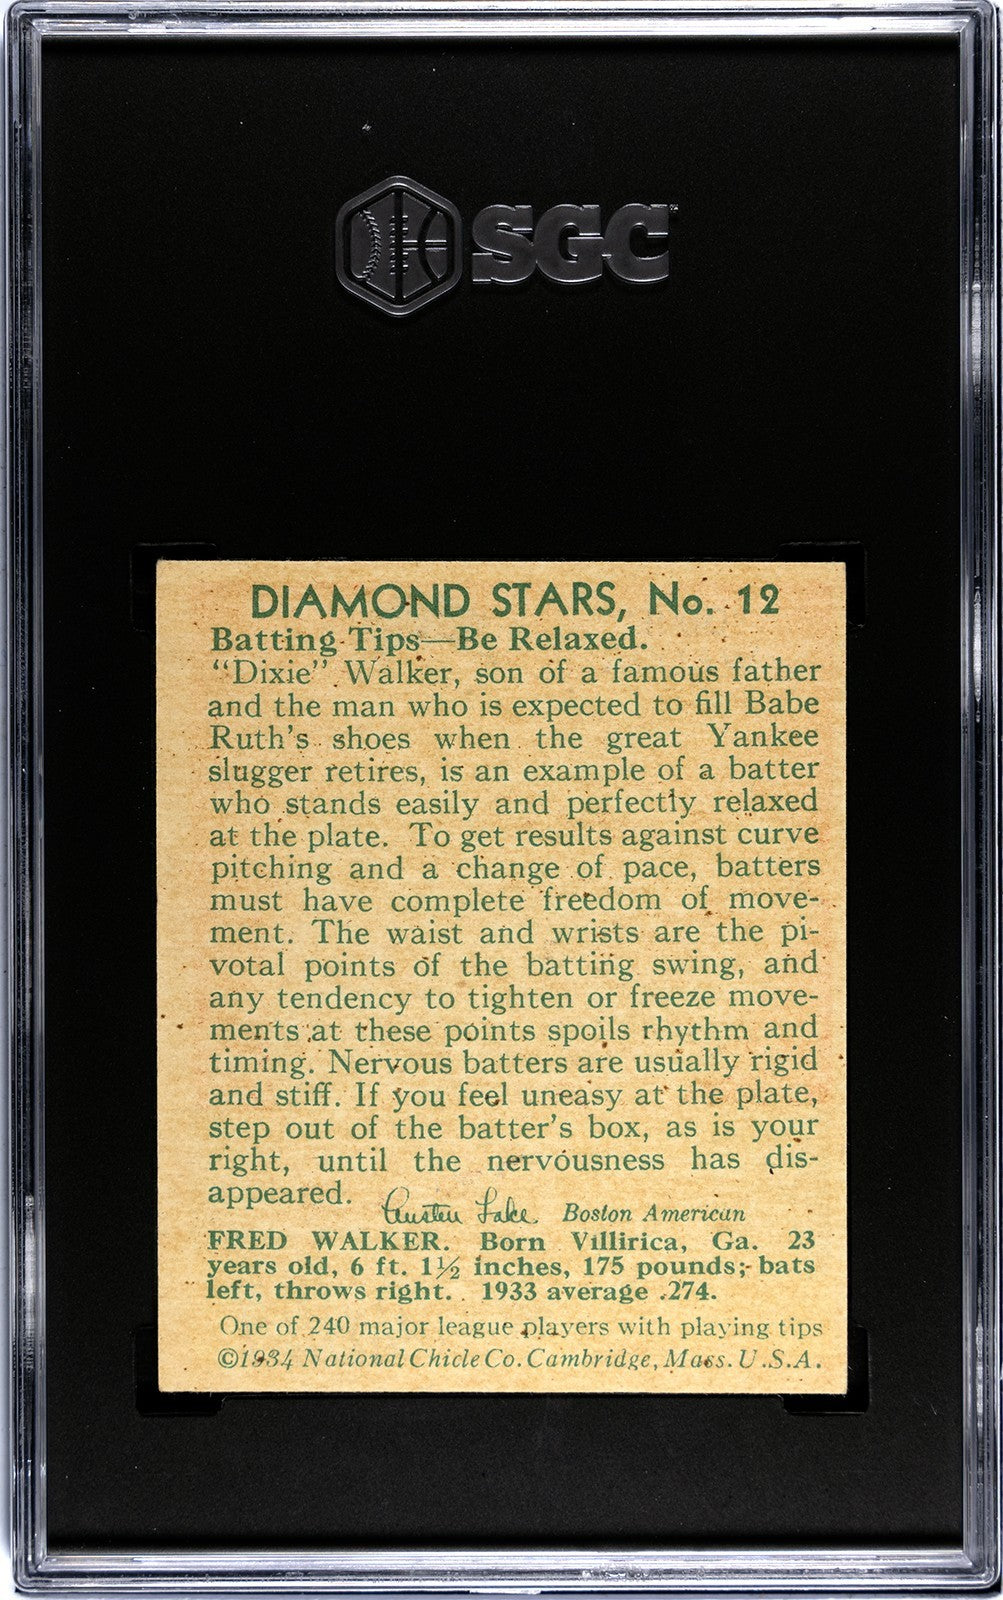 SGC
DIAMOND STARS, No. 12
Batting Tips—Be Relaxed.
"Dixie" Walker, son of a famous father
and the man who is expected to fill Babe
Ruth's shoes when the great Yankee
slugger retires, is an example of a batter
who stands easily and perfectly relaxed
at the plate. To get results against curve
pitching and a change of pace, batters
must have complete freedom of move-
ment. The waist and wrists are the pi-
votal points of the batting swing, and
any tendency to tighten or freeze move-
ments at these points spoils rhythm and
timing. Nervous batters are usually rigid
and stiff. If you feel uneasy at the plate,
step out of the batter's box, as is your
right, until the nervousness has dis-
appeared. Austen Lake Boston American
FRED WALKER. Born Villirica, Ga. 23
years old, 6 ft. 1½ inches, 175 pounds; bats
left, throws right. 1933 average .274.
One of 240 major league players with playing tips
©1934 National Chicle Co. Cambridge, Mass. U.S.A.